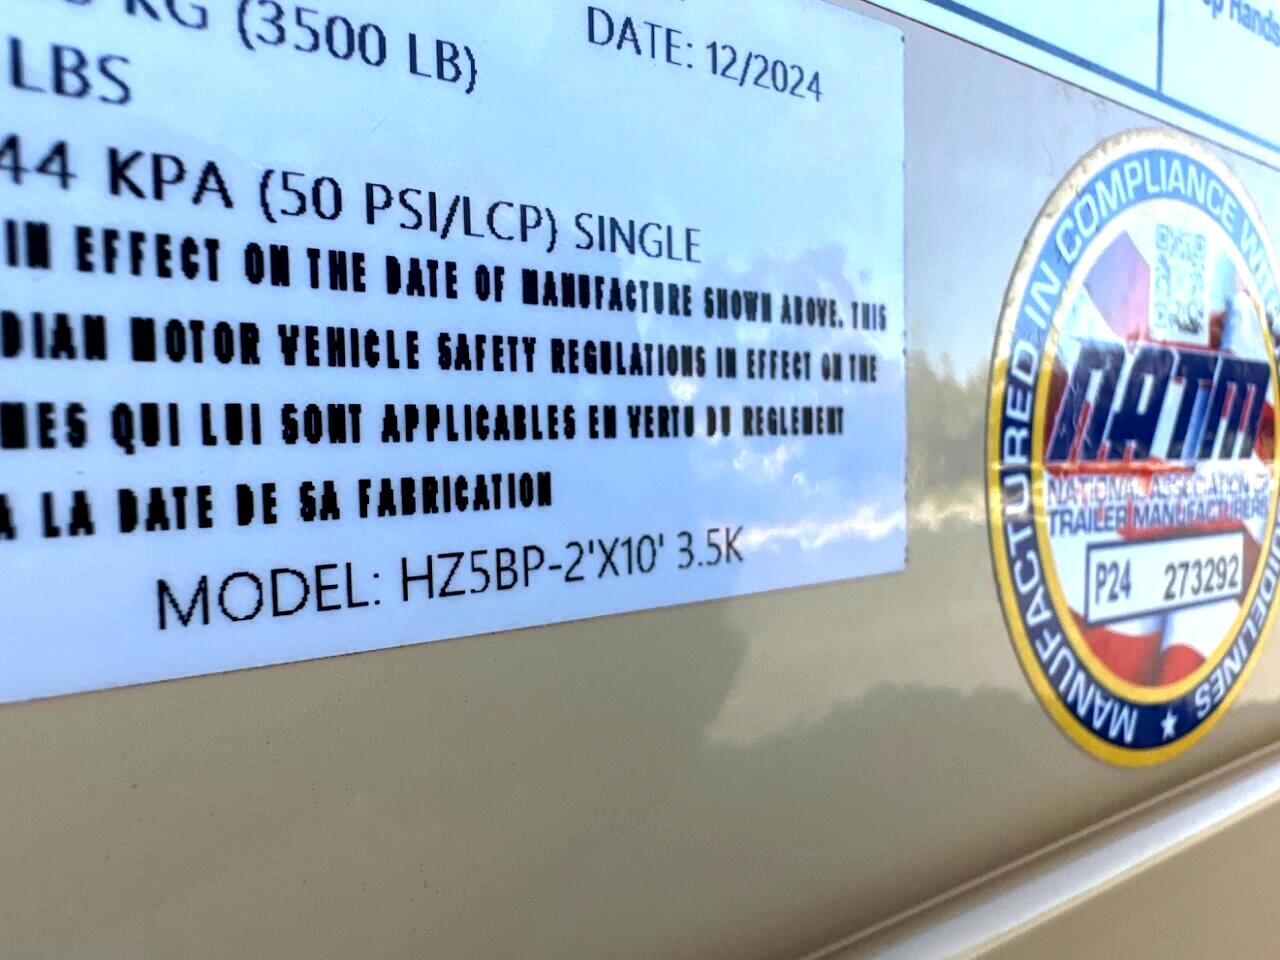 KG (3500 LB)
DATE: 12/2024
LBS
44 KPA (50 PSI/LCP) SINGLE
IN EFFECT ON THE DATE OF MANUFACTURE SHOWN ABOVE. THIS
DIAN MOTOR VEHICLE SAFETY REGULATIONS IN EFFECT ON THE
MES QUI LUI SONT APPLICABLES EN VERTU DU REGLEMENT
A LA DATE DE SA FABRICATION
MODEL: HZ5BP-2'X10' 3.5K
MANUFACTURED IN COMPLIANCE WITH
NATM
NATIONAL ASSOCIATION OF
TRAILER MANUFACTURERS
P24 273292